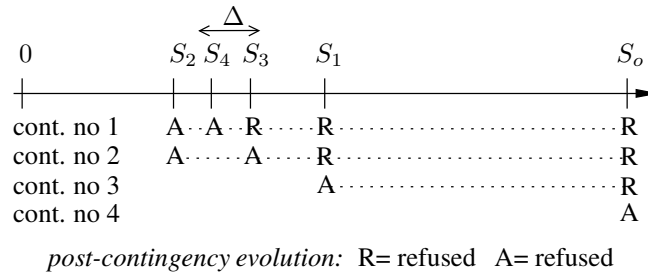 Δ
0 S₂ S₄ S₃ S₁ Sₒ
cont. no 1 A A R R R
cont. no 2 A A R R
cont. no 3 A R
cont. no 4 A
post-contingency evolution: R= refused A= refused